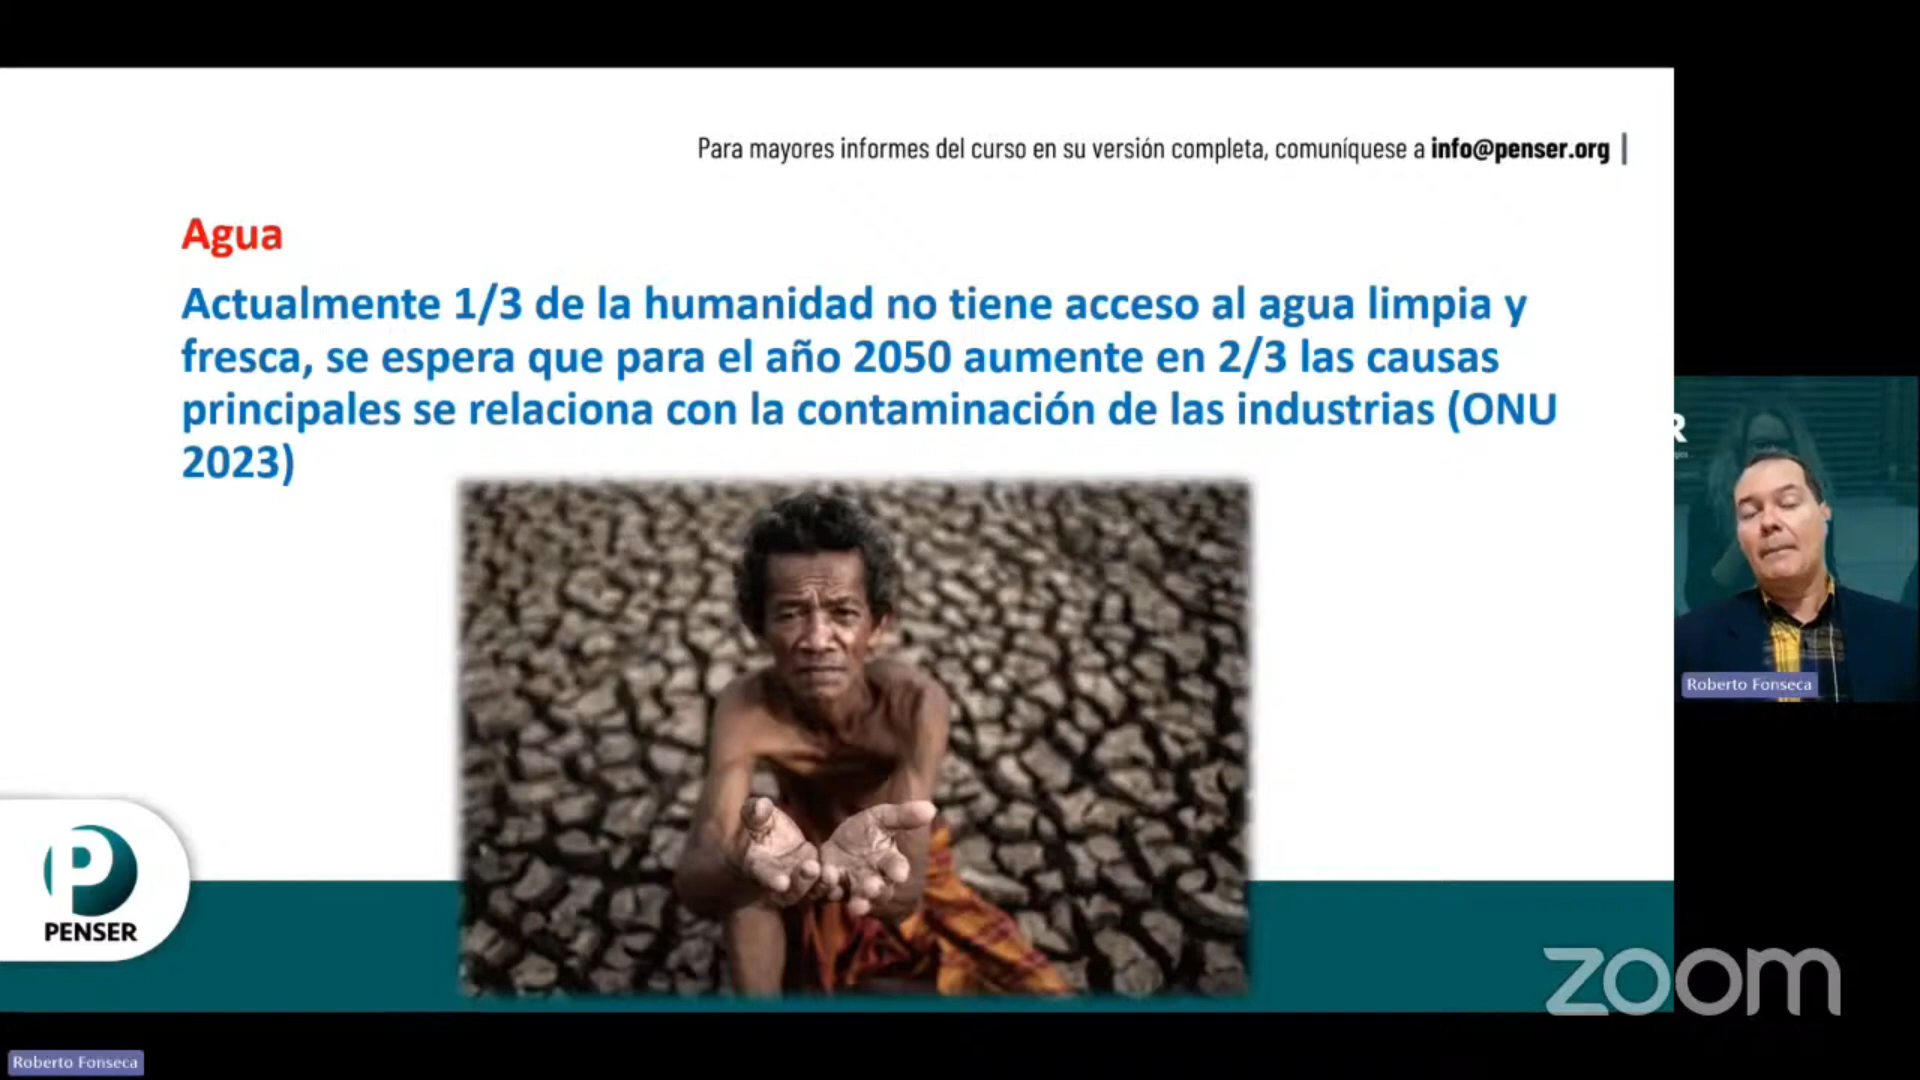 Para mayores informes del curso en su versión completa, comuníquese a info@penser.org |
Agua
Actualmente 1/3 de la humanidad no tiene acceso al agua limpia y
fresca, se espera que para el año 2050 aumente en 2/3 las causas
principales se relaciona con la contaminación de las industrias (ONU
2023)
R
Roberto Fonseca
P
PENSER
zoom
Roberto Fonseca